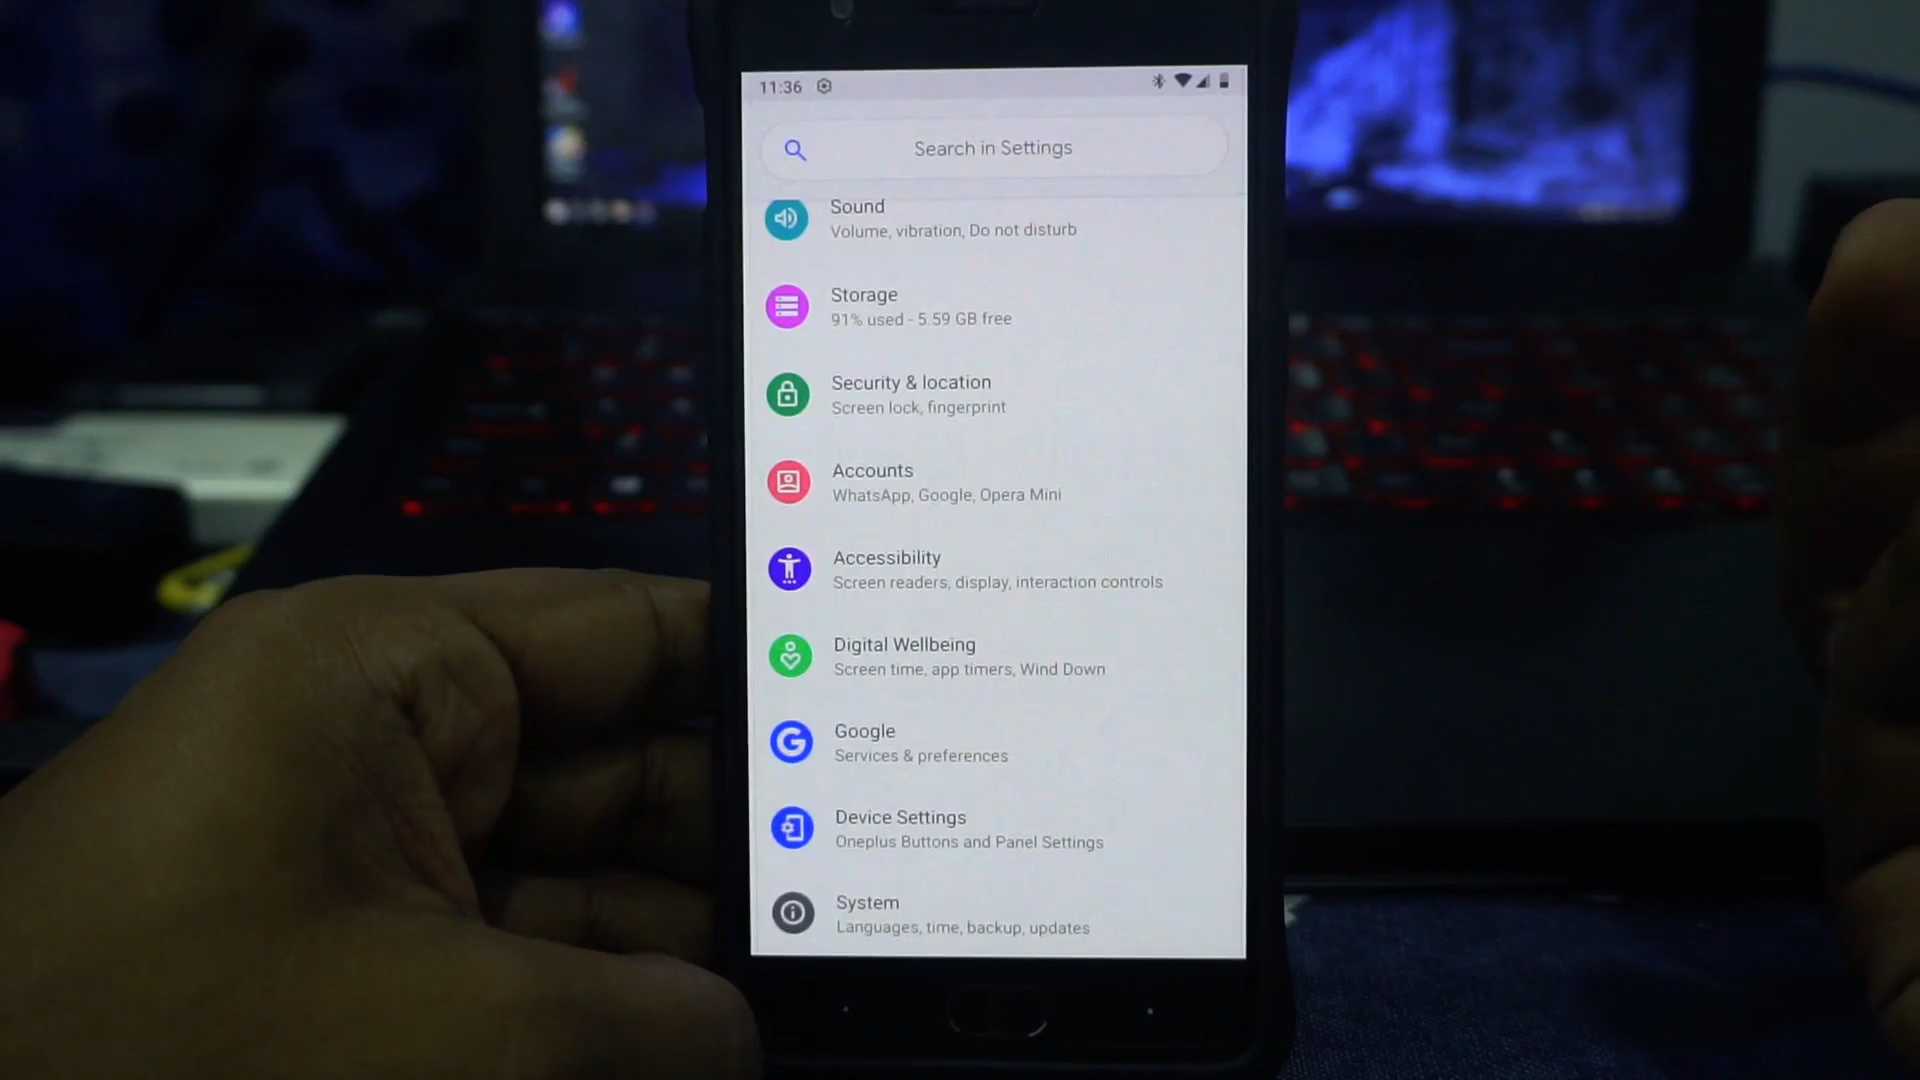 11:36
Search in Settings
Sound
Volume, vibration, Do not disturb
Storage
91% used - 5.59 GB free
Security & location
Screen lock, fingerprint
Accounts
WhatsApp, Google, Opera Mini
Accessibility
Screen readers, display, interaction controls
Digital Wellbeing
Screen time, app timers, Wind Down
Google
Services & preferences
Device Settings
Oneplus Buttons and Panel Settings
System
Languages, time, backup, updates